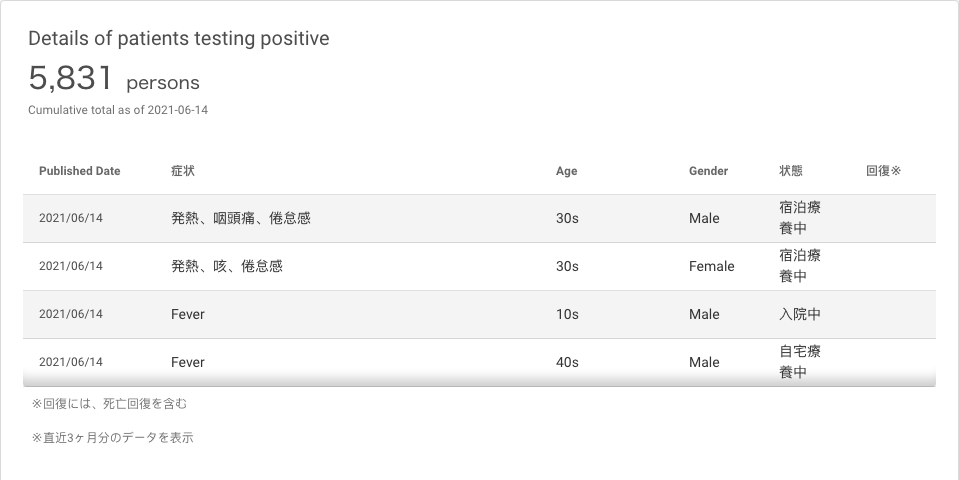 Details of patients testing positive
5,831 persons
Cumulative total as of 2021-06-14
Published Date 症状 Age Gender 状態 回復※
2021/06/14 発熱、咽頭痛、倦怠感 30s Male 宿泊療
養中
2021/06/14 発熱、咳、倦怠感 30s Female 宿泊療
養中
2021/06/14 Fever 10s Male 入院中
2021/06/14 Fever 40s Male 自宅療
養中
※回復には、死亡回復を含む
※直近3ヶ月分のデータを表示